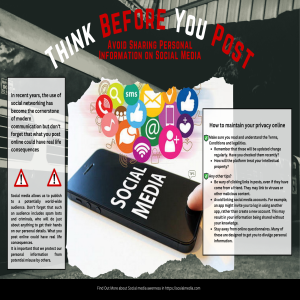 Think Before You Post
Avoid Sharing Personal
Information on Social Media
In recent years, the use
of social networking has
become the cornerstone
of modern
communication but don't
forget that what you post
online could have real life
consequences
Social media allows us to publish
to a potentially world-wide
audience. Don't forget that such
an audience includes spam bots
and criminals, who will do just
about anything to get their hands
on our personal details. What you
post online could have real life
consequences.
It is important that we protect our
personal information from
potential misuse by others.
sms
SOCIAL
MEDIA
How to maintain your privacy online
Make sure you read and understand the Terms,
Conditions and legalities.
Remember that these will be updated/change
regularly. Have you checked them recently?
How will the platform treat your intellectual
property?
Any other tips?
Be wary of clicking links in posts, even if they have
come from a friend. They may link to viruses or
other malicious content.
Avoid linking social media accounts. For example,
an app might invite you to log in using another
app, rather than create a new account. This may
result in your information being shared without
your knowledge.
Stay away from online questionnaires. Many of
these are designed to get you to divulge personal
information.
Find Out More about Social media awareness in https://socialmedia.com